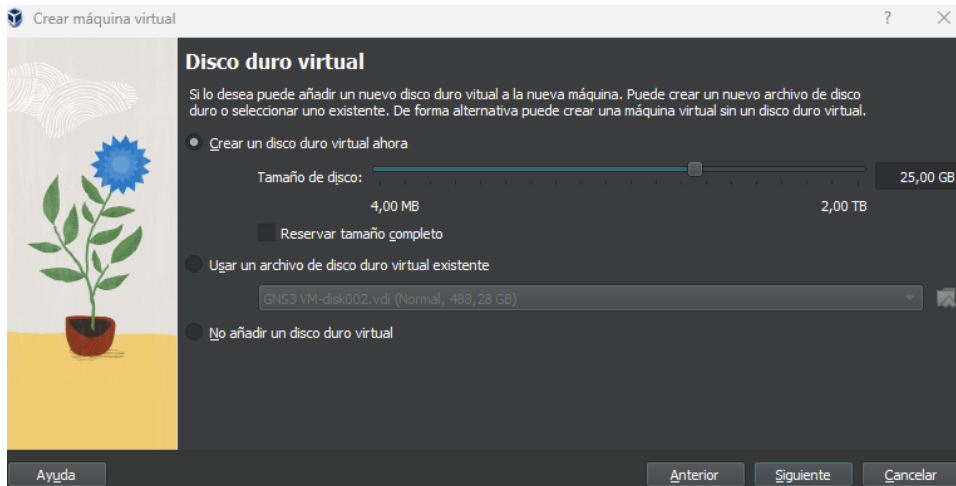 Crear máquina virtual
Disco duro virtual
Si lo desea puede añadir un nuevo disco duro vitual a la nueva máquina. Puede crear un nuevo archivo de disco
duro o seleccionar uno existente. De forma alternativa puede crear una máquina virtual sin un disco duro virtual.
Crear un disco duro virtual ahora
Tamaño de disco:
25,00 GB
4,00 MB
2,00 TB
Reservar tamaño completo
Usar un archivo de disco duro virtual existente
GNS3 VM-disk002.vdi (Normal, 488,28 GB)
No añadir un disco duro virtual
Ayuda
Anterior
Siguiente
Cancelar